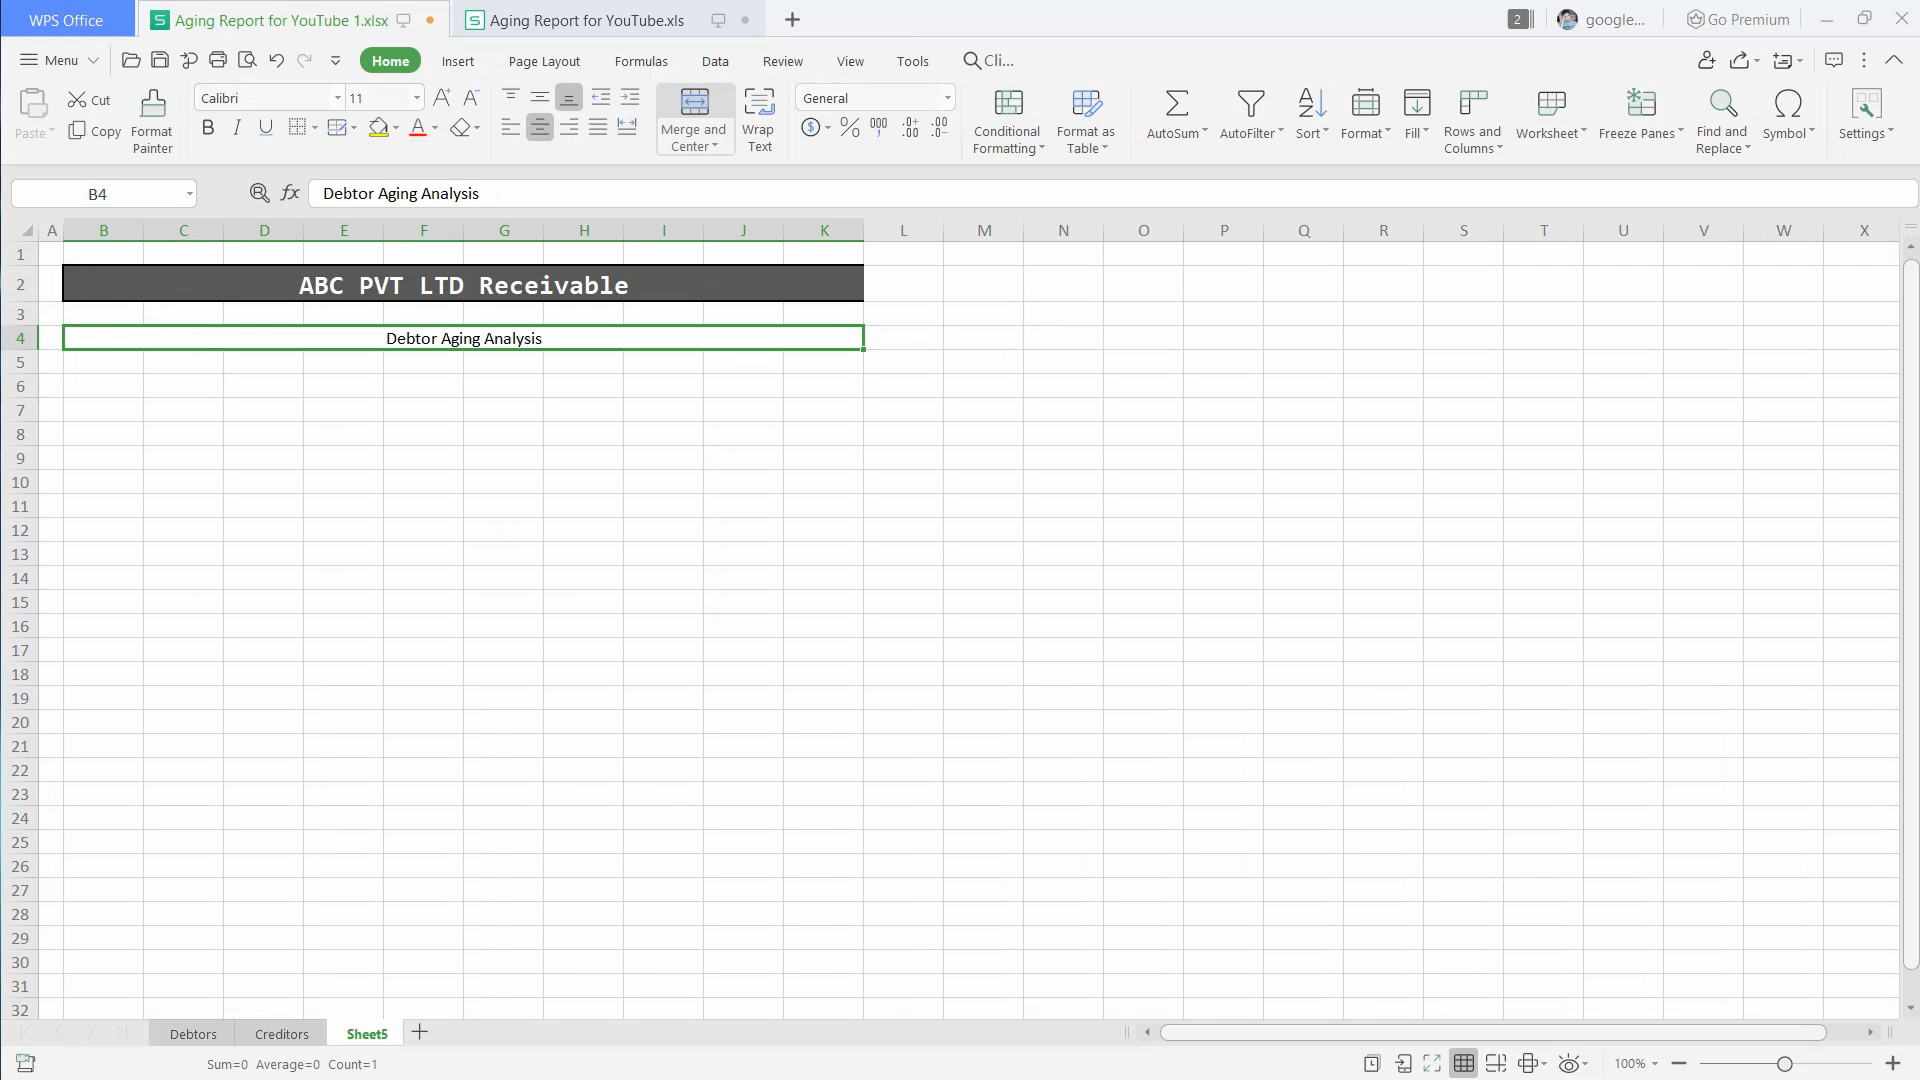 WPS Office
Aging Report for YouTube 1.xlsx
Aging Report for YouTube.xls
2
google...
Go Premium
Menu
Home
Insert
Page Layout
Formulas
Data
Review
View
Tools
Cli...
Paste
Cut
Copy
Format Painter
Calibri
11
Merge and Center
Wrap Text
General
Conditional Formatting
Format as Table
AutoSum
AutoFilter
Sort
Format
Fill
Rows and Columns
Worksheet
Freeze Panes
Find and Replace
Symbol
Settings
B4
fx
Debtor Aging Analysis
A B C D E F G H I J K L M N O P Q R S T U V W X
1
2 ABC PVT LTD Receivable
3
4 Debtor Aging Analysis
5
6
7
8
9
10
11
12
13
14
15
16
17
18
19
20
21
22
23
24
25
26
27
28
29
30
31
32
Debtors
Creditors
Sheet5
Sum=0 Average=0 Count=1
100%